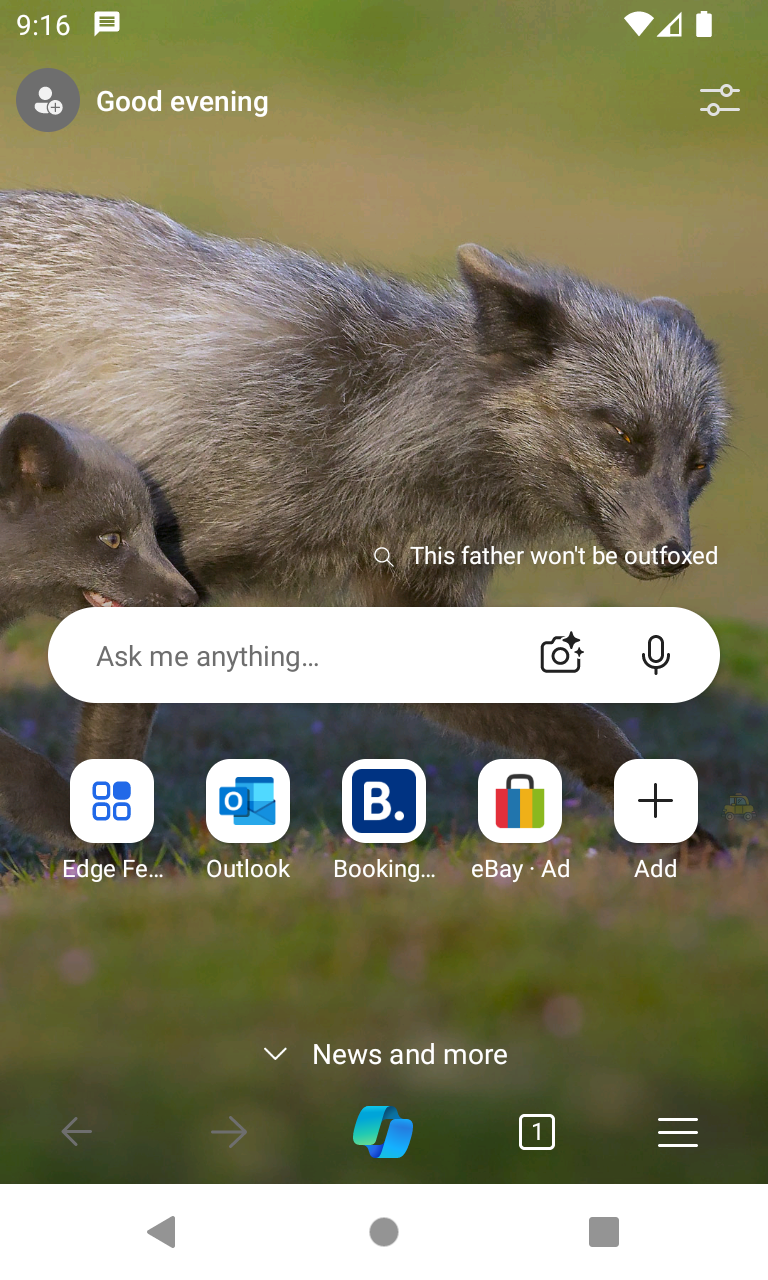 9:16
Good evening
This father won't be outfoxed
Ask me anything...
B.
Edge Fe...
Outlook
Booking...
eBay · Ad
Add
News and more
1